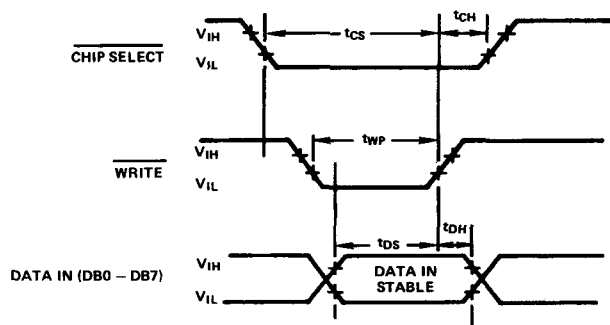 tCS
tCH
VIH
CHIP SELECT
VIL
tWP
VIH
WRITE
VIL
tDS
tDH
VIH
DATA IN (DB0 – DB7)
DATA IN
STABLE
VIL